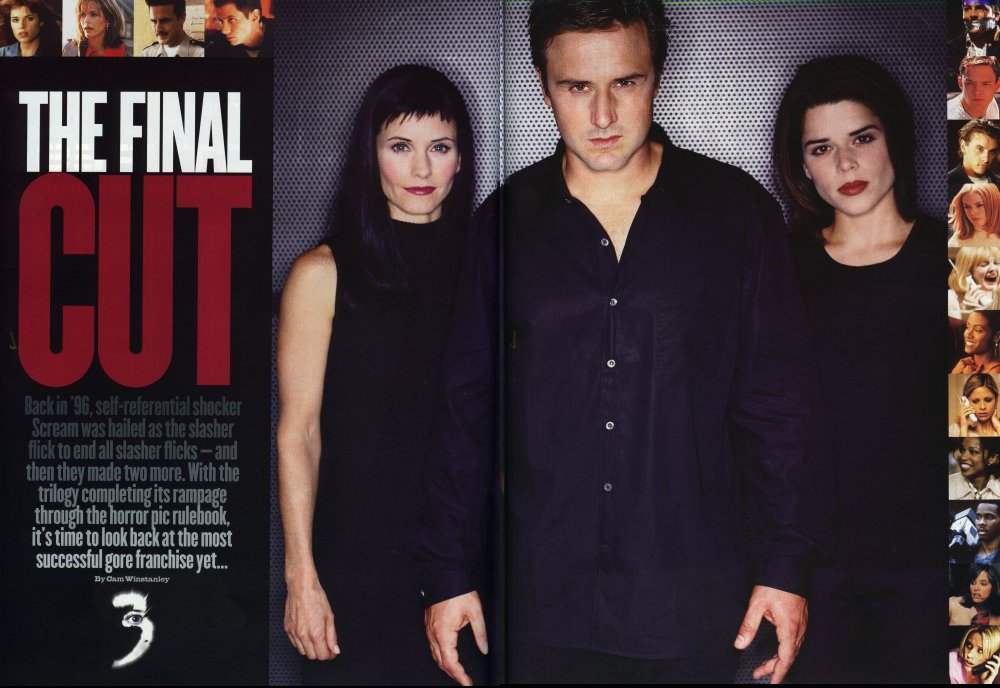 THE FINAL
CUT
Back in '96, self-referential shocker
Scream was hailed as the slasher
flick to end all slasher flicks – and
then they made two more. With the
trilogy completing its rampage
through the horror pic rulebook,
it's time to look back at the most
successful gore franchise yet...
By Cam Winstanley
3